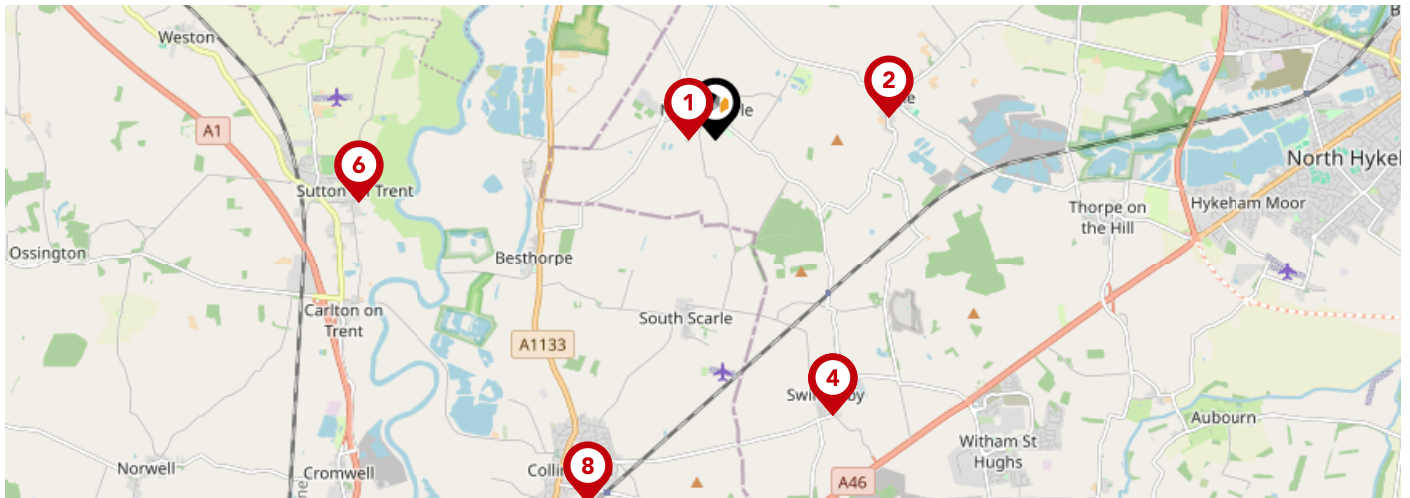 Weston
A1
1
2
6
Sutton
Trent
North Hykeh
Hykeham Moor
Thorpe on
the Hill
Ossington
Besthorpe
Carlton on
Trent
South Scarle
A1133
4
Aubourn
Witham St
Hughs
Norwell
Cromwell
8
A46